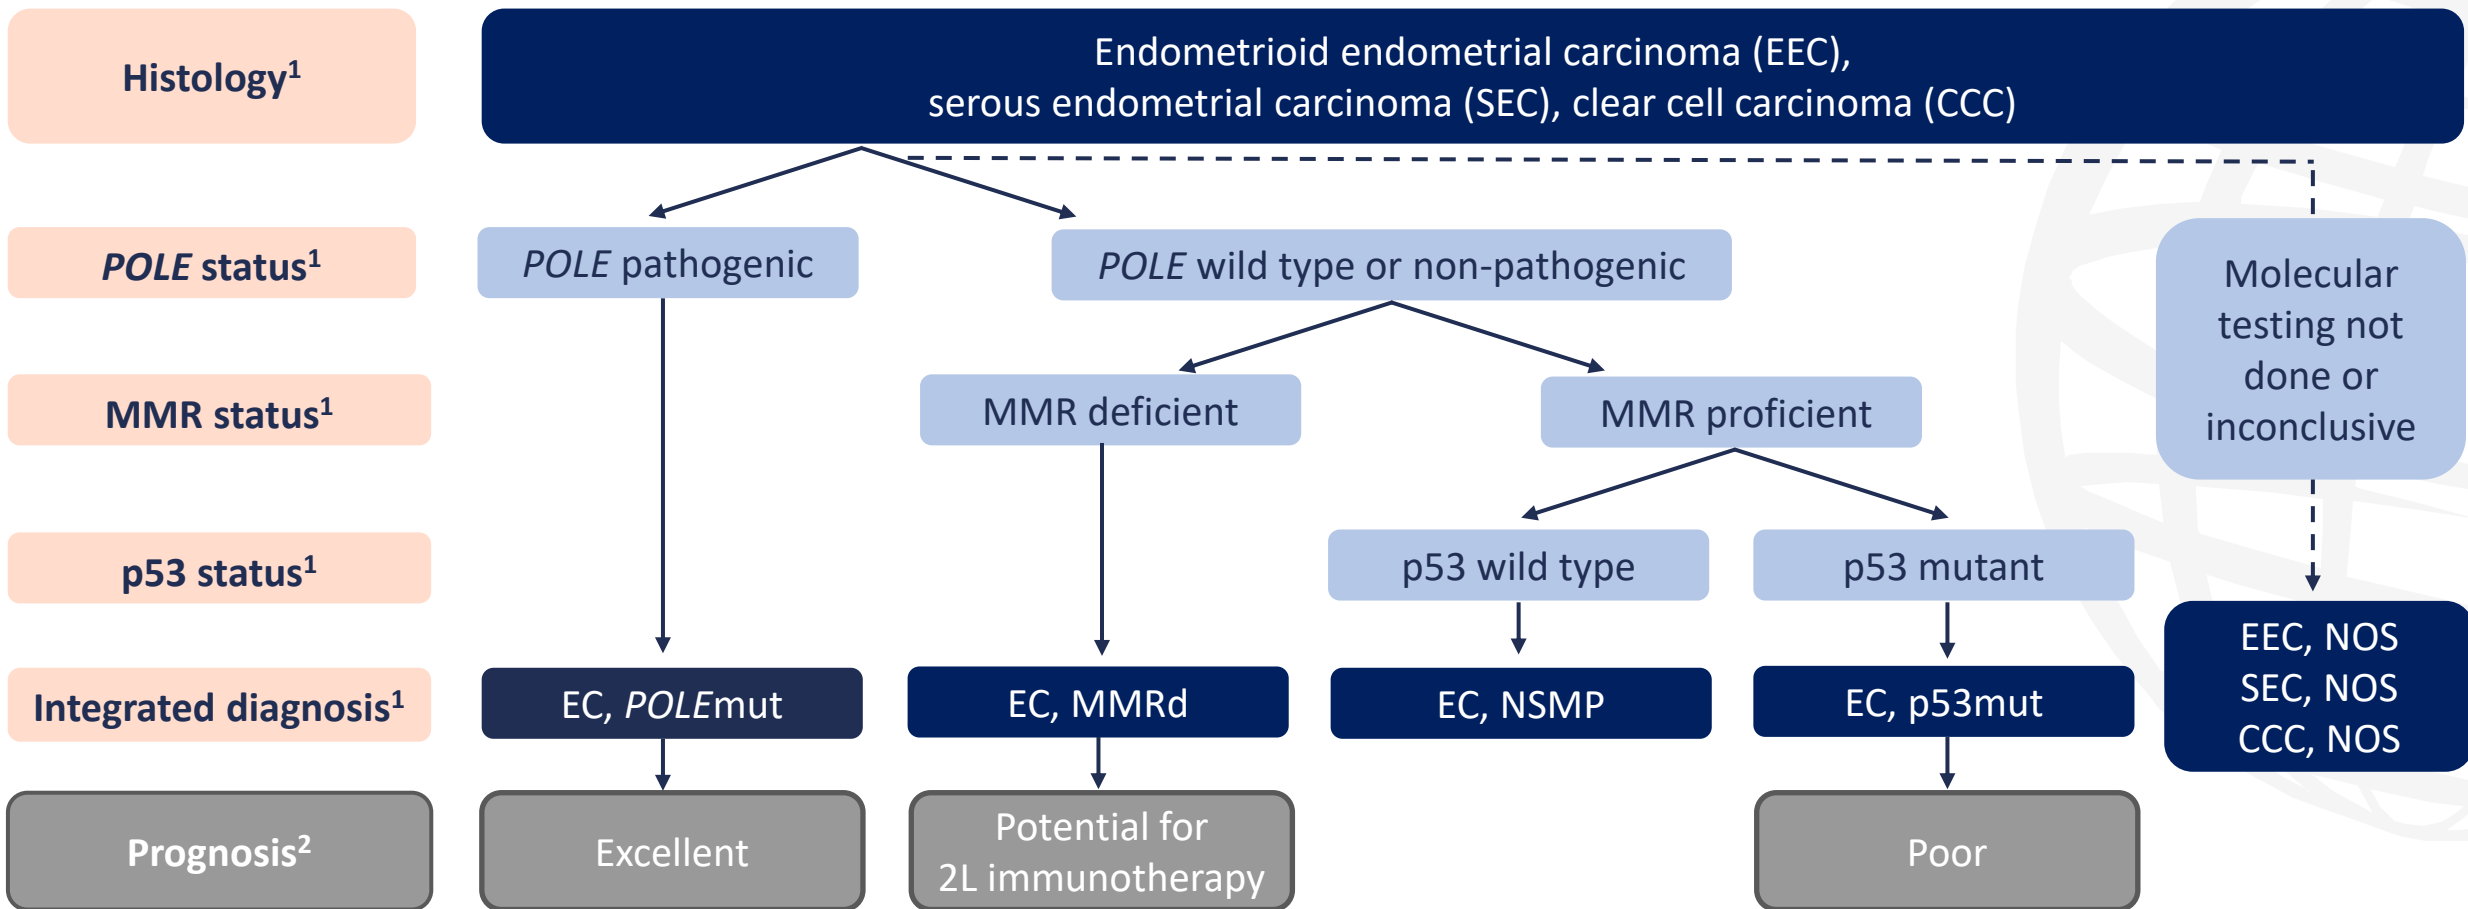 Histology1
Endometrioid endometrial carcinoma (EEC),
serous endometrial carcinoma (SEC), clear cell carcinoma (CCC)
POLE status1
POLE pathogenic
POLE wild type or non-pathogenic
Molecular
testing not
done or
inconclusive
MMR status1
MMR deficient
MMR proficient
p53 status1
p53 wild type
p53 mutant
Integrated diagnosis1
EC, POLEmut
EC, MMRd
EC, NSMP
EC, p53mut
EEC, NOS
SEC, NOS
CCC, NOS
Prognosis2
Excellent
Potential for
2L immunotherapy
Poor